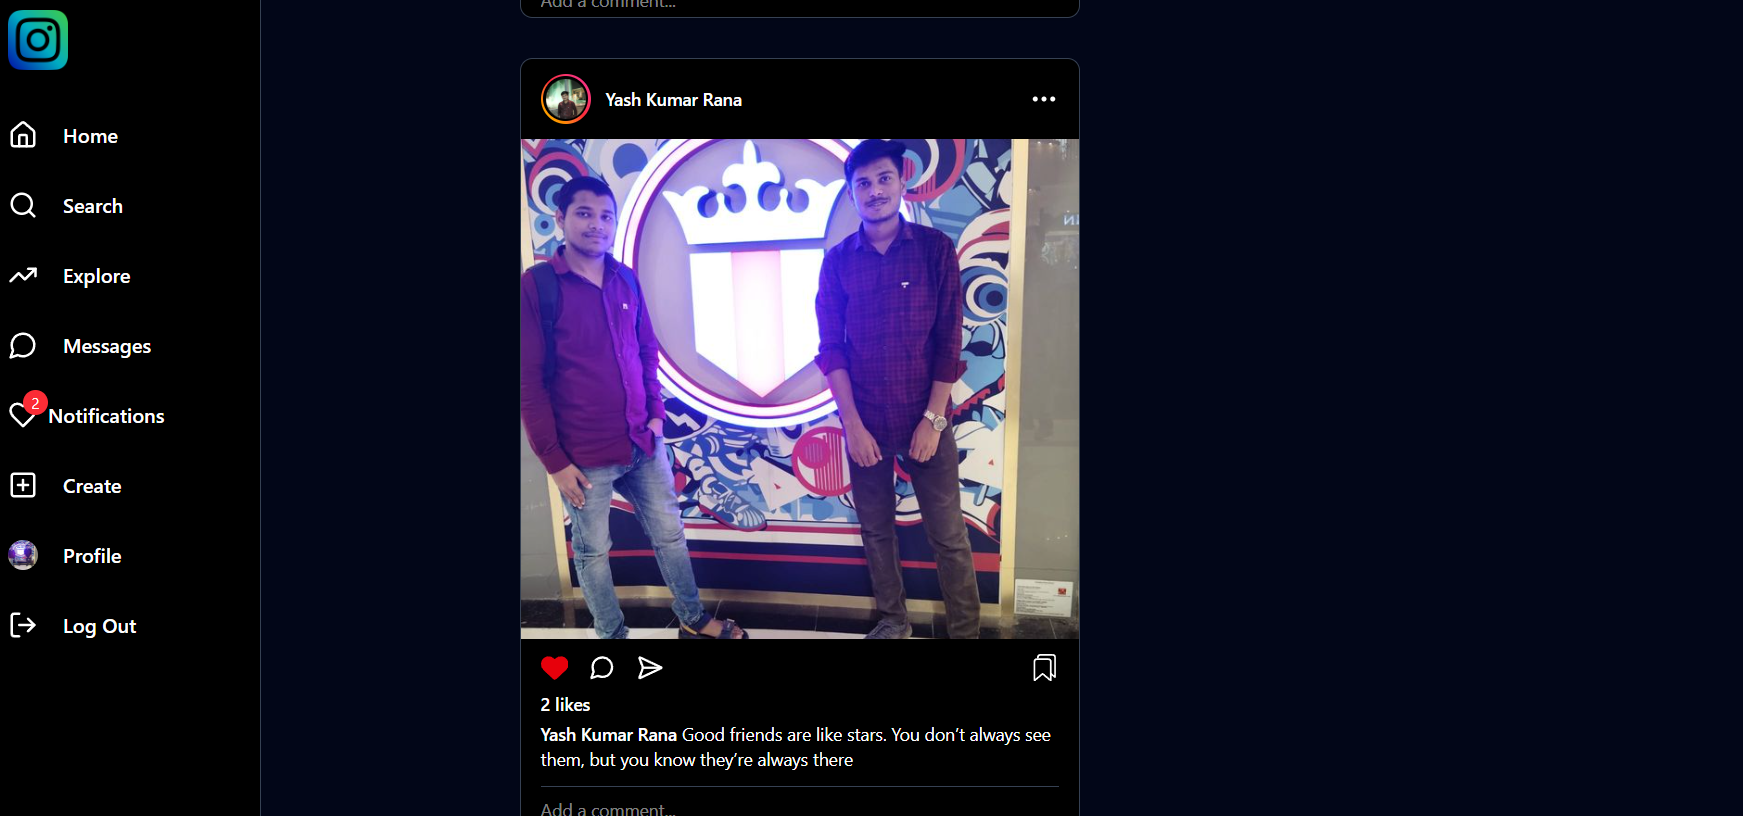 Add a comment...
Yash Kumar Rana
Home
Search
Explore
Messages
2
Notifications
Create
Profile
Log Out
2 likes
Yash Kumar Rana Good friends are like stars. You don’t always see
them, but you know they’re always there
Add a comment...